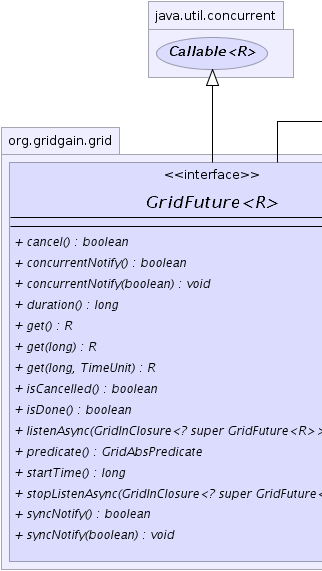 java.util.concurrent
Callable<R>
org.gridgain.grid
<<interface>>
GridFuture<R>
+ cancel() : boolean
+ concurrentNotify() : boolean
+ concurrentNotify(boolean) : void
+ duration() : long
+ get() : R
+ get(long) : R
+ get(long, TimeUnit) : R
+ isCancelled() : boolean
+ isDone() : boolean
+ listenAsync(GridInClosure<? super GridFuture<R>>
+ predicate() : GridAbsPredicate
+ startTime() : long
+ stopListenAsync(GridInClosure<? super GridFuture<
+ syncNotify() : boolean
+ syncNotify(boolean) : void